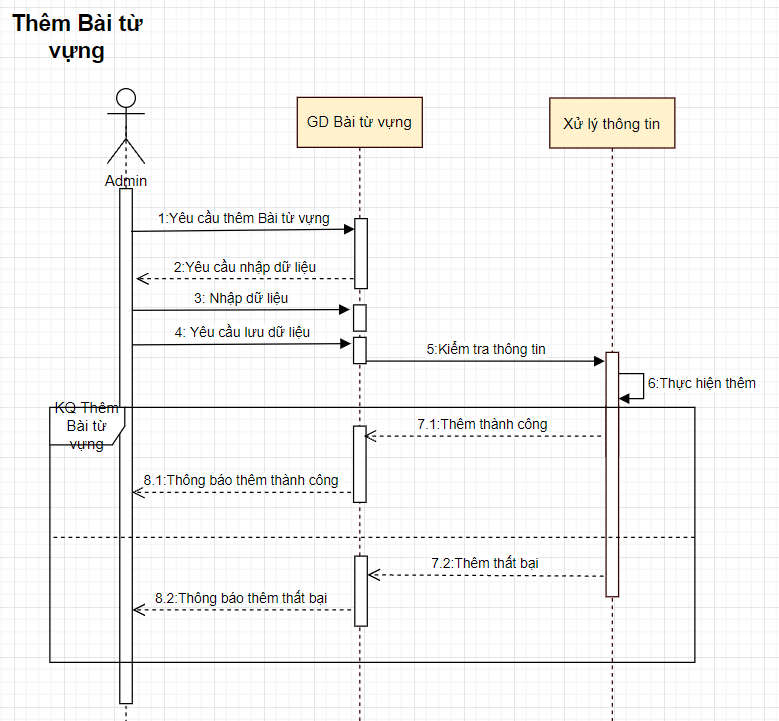 Thêm Bài từ
vựng
GD Bài từ vựng
Xử lý thông tin
Admin
1:Yêu cầu thêm Bài từ vựng
2:Yêu cầu nhập dữ liệu
3: Nhập dữ liệu
4: Yêu cầu lưu dữ liệu
5:Kiểm tra thông tin
6:Thực hiện thêm
KQ Thêm
Bài từ
vựng
7.1:Thêm thành công
8.1:Thông báo thêm thành công
7.2:Thêm thất bại
8.2:Thông báo thêm thất bại